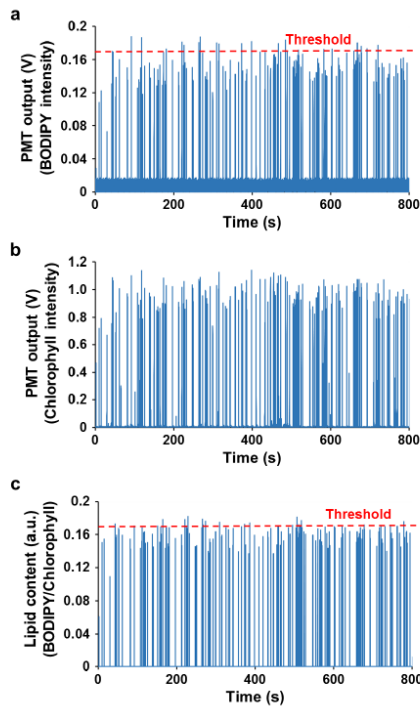 a
PMT output (V)
(BODIPY intensity)
0.2
0.16
0.12
0.08
0.04
0
Threshold
0 200 400 600 800
Time (s)
b
PMT output (V)
(Chlorophyll intensity)
1.2
1.0
0.8
0.6
0.4
0.2
0
0 200 400 600 800
Time (s)
c
Lipid content (a.u.)
(BODIPY/Chlorophyll)
0.2
0.16
0.12
0.08
0.04
0
Threshold
0 200 400 600 800
Time (s)